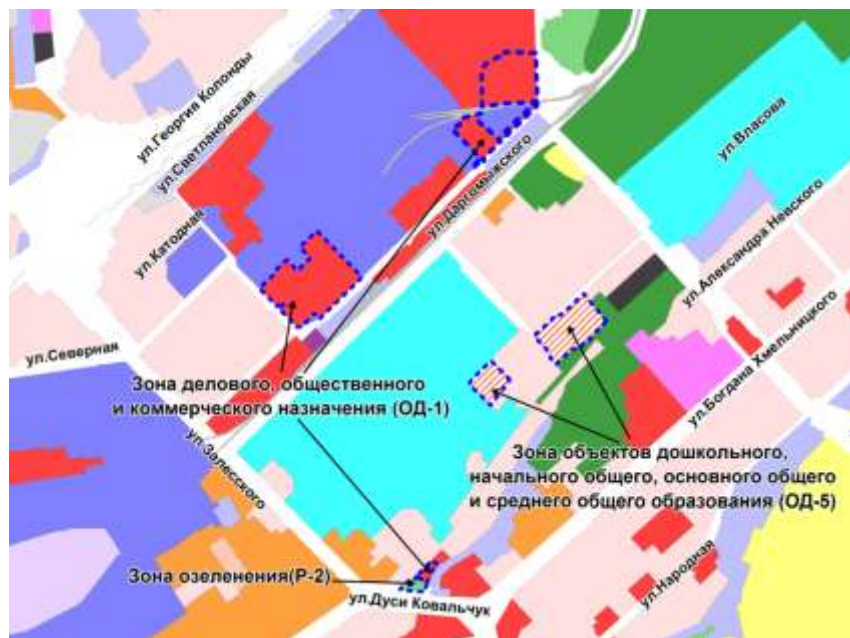 ул.Георгия Колонды
ул.Светлановская
ул.Власова
ул.Даргомыжского
ул.Катодная
ул.Александра Невского
ул.Северная
ул.Богдана Хмельницкого
Зона делового, общественного
и коммерческого назначения (ОД-1)
ул.Залесского
Зона объектов дошкольного,
начального общего, основного общего
и среднего общего образования (ОД-5)
Зона озеленения(Р-2)
ул.Дуси Ковальчук
ул.Народная